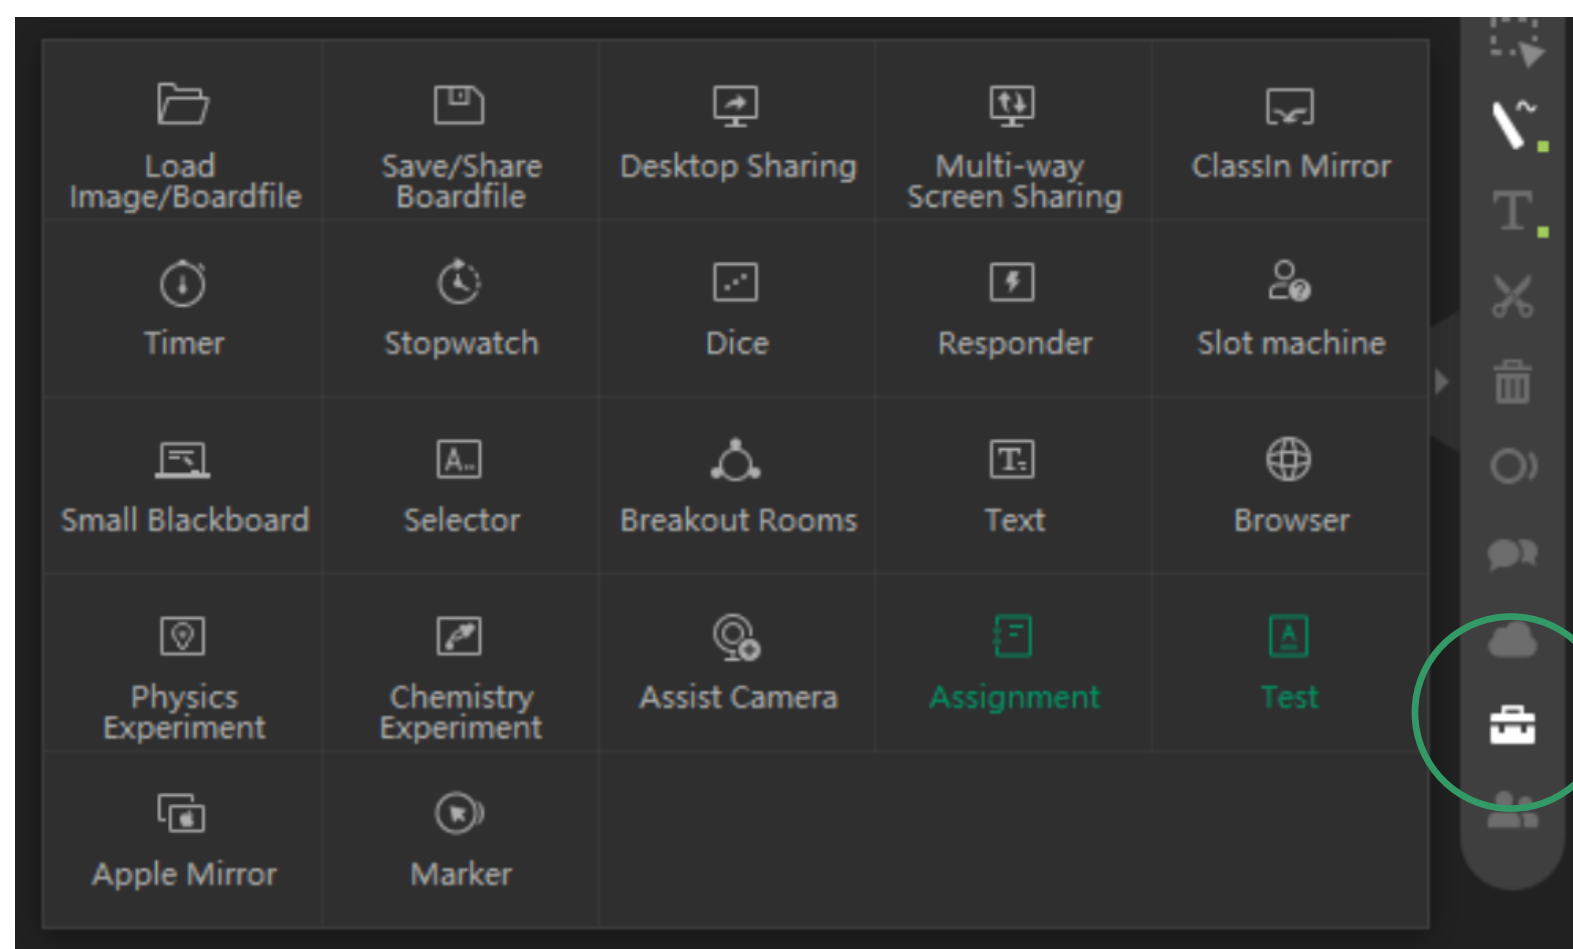 Load
Image/Boardfile
Save/Share
Boardfile
Desktop Sharing
Multi-way
Screen Sharing
ClassIn Mirror
Timer
Stopwatch
Dice
Responder
Slot machine
Small Blackboard
Selector
Breakout Rooms
Text
Browser
Physics
Experiment
Chemistry
Experiment
Assist Camera
Assignment
Test
Apple Mirror
Marker